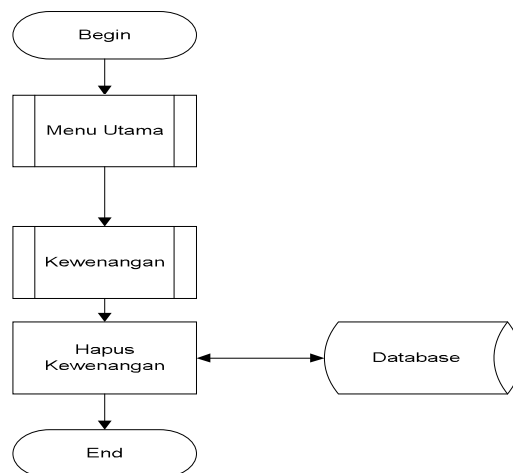 Begin
Menu Utama
Kewenangan
Hapus
Kewenangan
Database
End